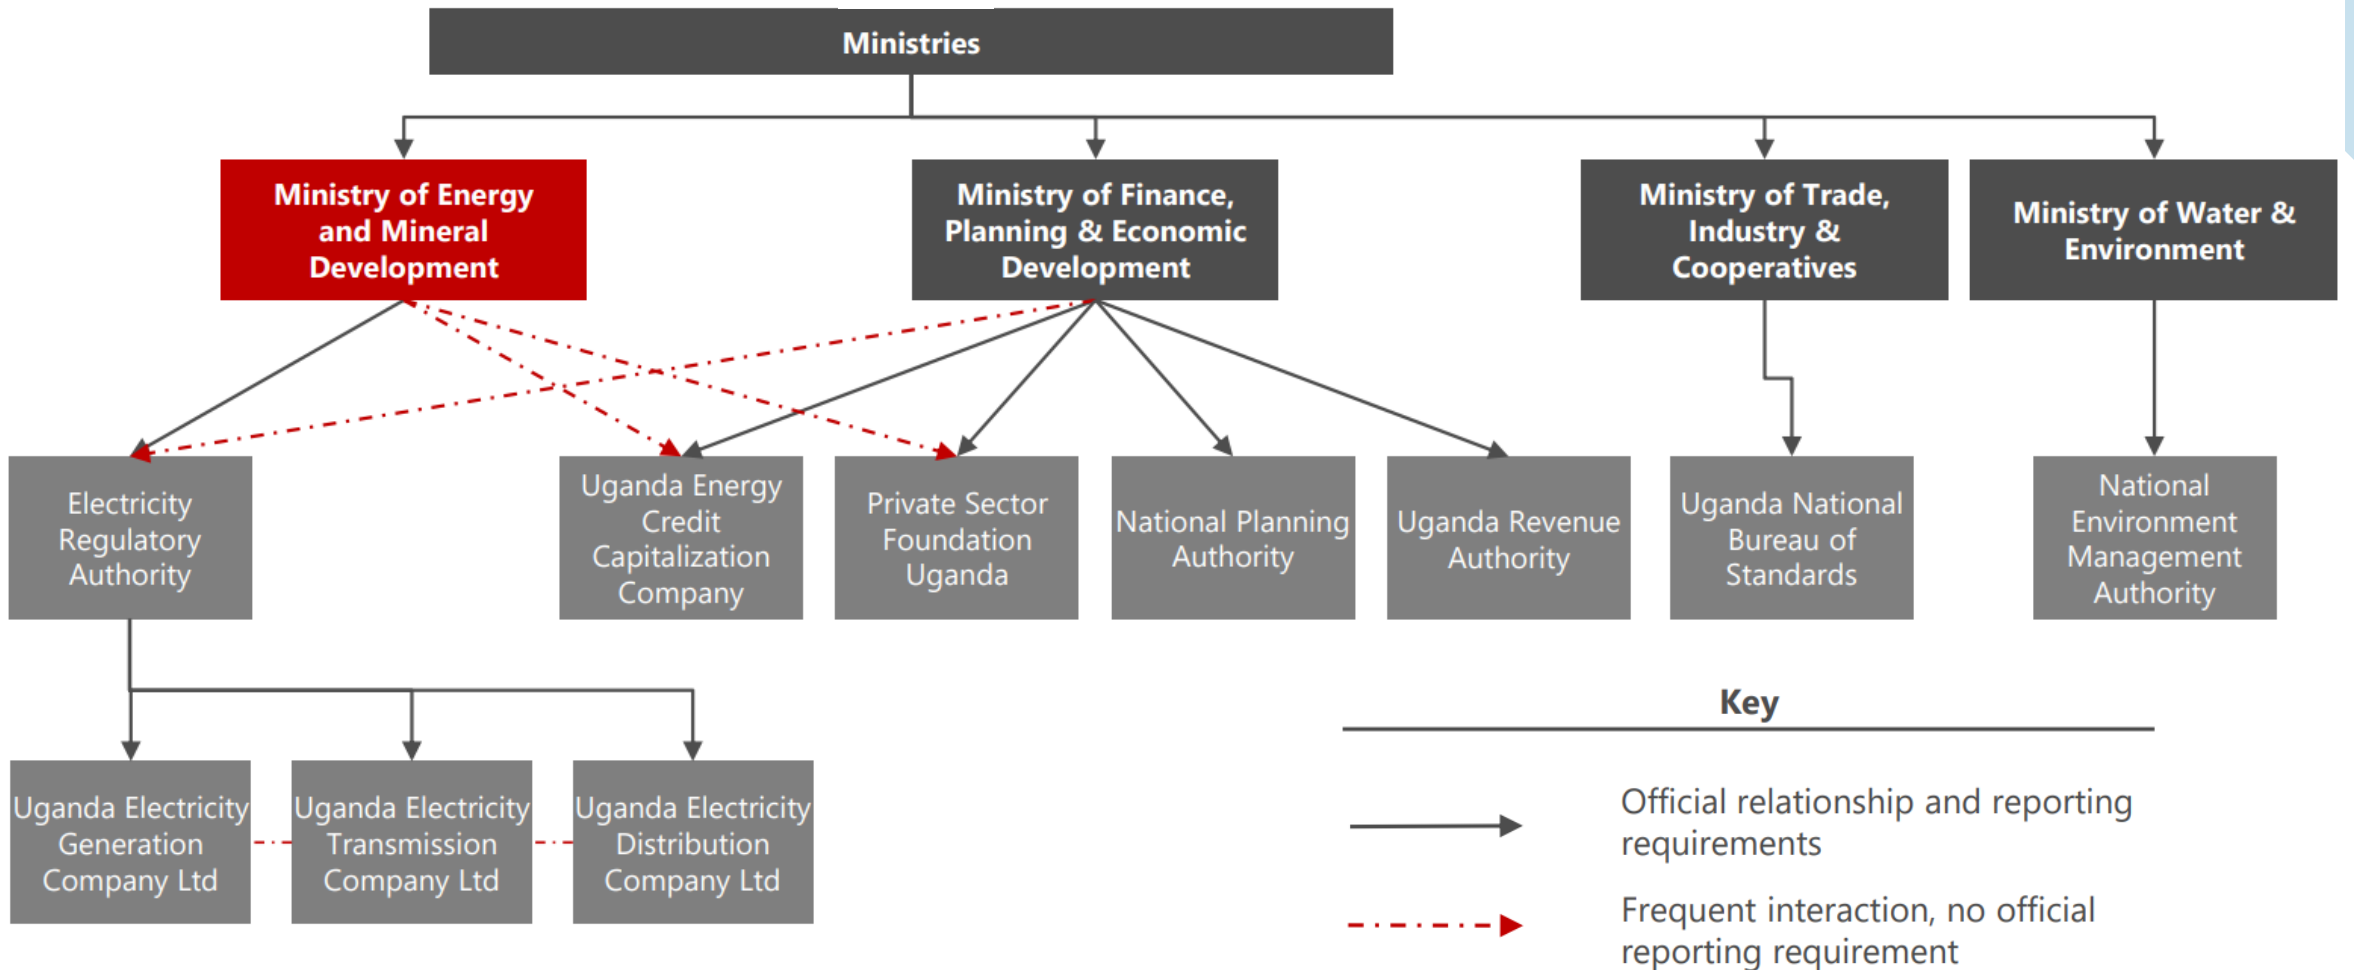 Ministries
Ministry of Energy
and Mineral
Development
Ministry of Finance,
Planning & Economic
Development
Ministry of Trade,
Industry &
Cooperatives
Ministry of Water &
Environment
Electricity
Regulatory
Authority
Uganda Energy
Credit
Capitalization
Company
Private Sector
Foundation
Uganda
National Planning
Authority
Uganda Revenue
Authority
Uganda National
Bureau of
Standards
National
Environment
Management
Authority
Uganda Electricity
Generation
Company Ltd
Uganda Electricity
Transmission
Company Ltd
Uganda Electricity
Distribution
Company Ltd
Key
Official relationship and reporting
requirements
Frequent interaction, no official
reporting requirement